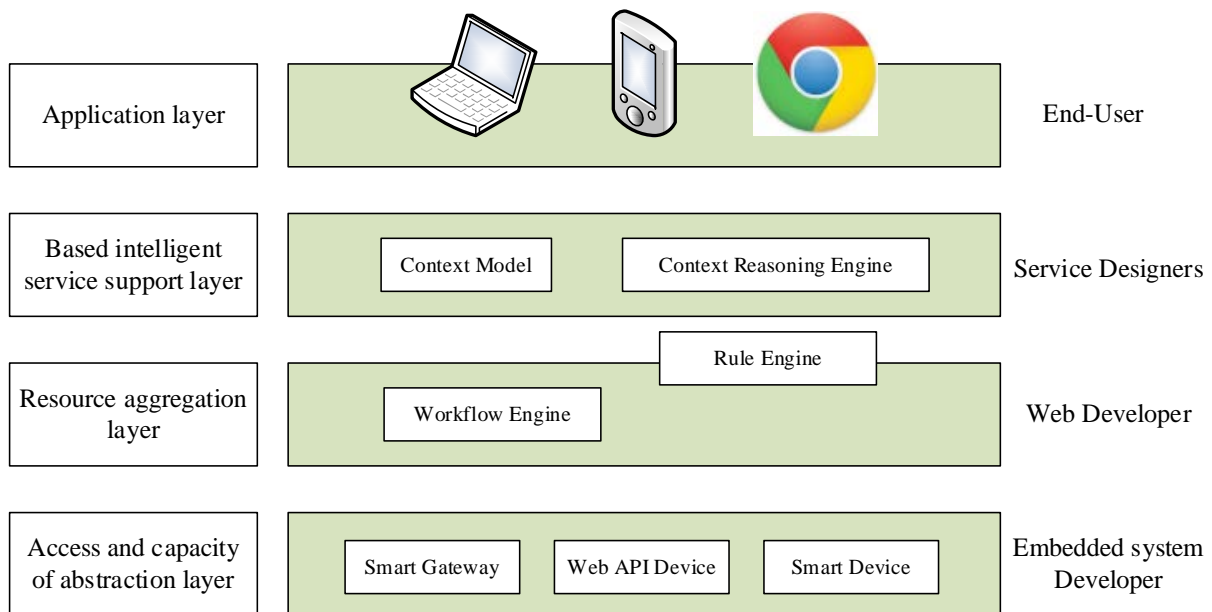 Application layer
End-User
Based intelligent
service support layer
Context Model
Context Reasoning Engine
Service Designers
Rule Engine
Resource aggregation
layer
Workflow Engine
Web Developer
Access and capacity
of abstraction layer
Smart Gateway
Web API Device
Smart Device
Embedded system
Developer